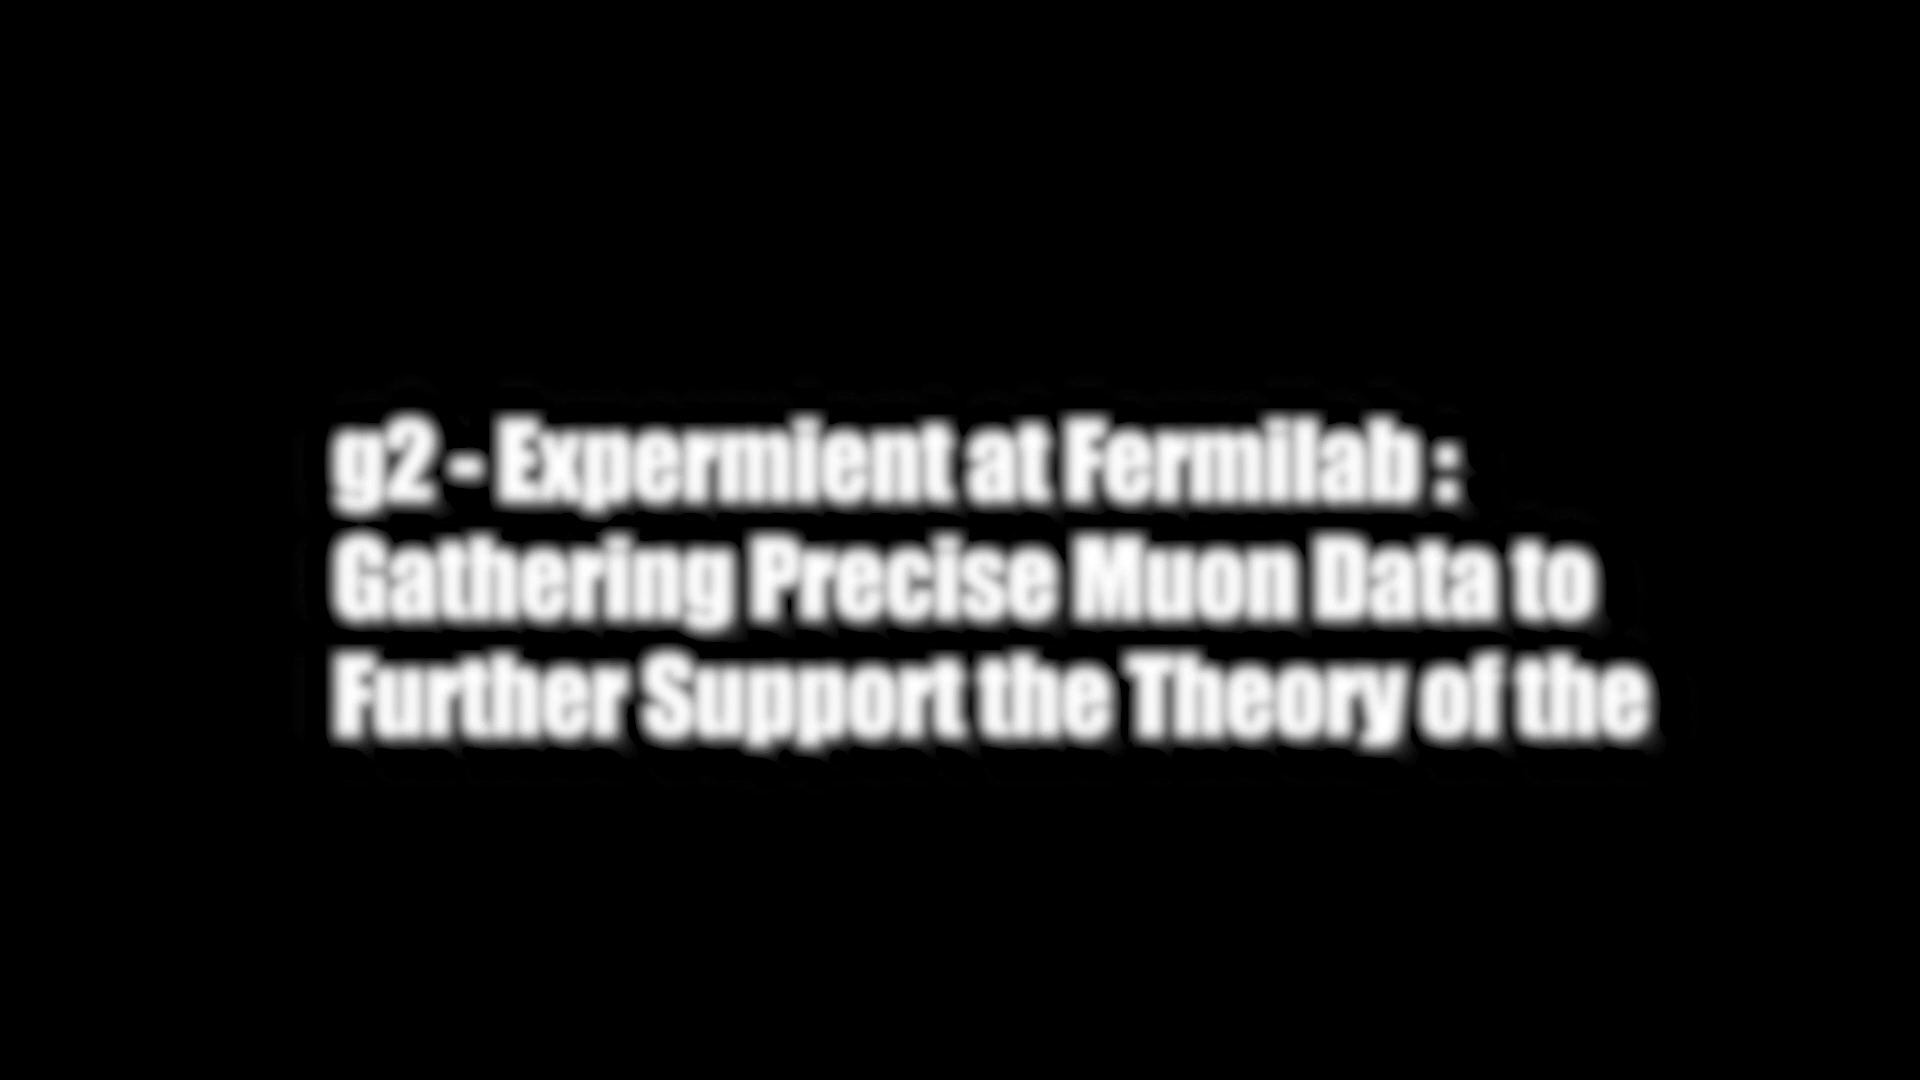 g2 - Expermient at Fermilab :
Gathering Precise Muon Data to
Further Support the Theory of the